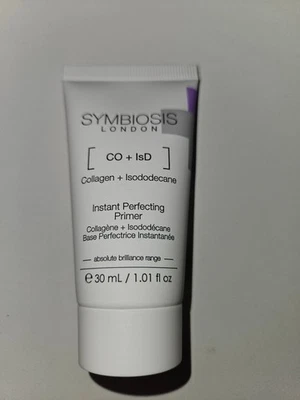 SYMBIOSIS
LONDON
[ CO + IsD ]
Collagen + Isododecane
Instant Perfecting
Primer
Collagène + Isododécane
Base Perfectrice Instantanée
absolute brilliance range
℮ 30 mL / 1.01 fl oz